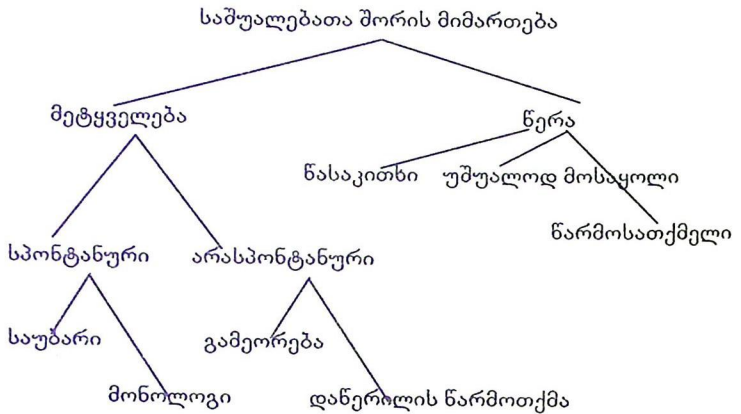 საშუალებათა შორის მიმართება
მეტყველება
წერა
წასაკითხი უშუალოდ მოსაყოლი
წარმოსათქმელი
სპონტანური არასპონტანური
საუბარი
გამეორება
მონოლოგი
დაწერილის წარმოთქმა